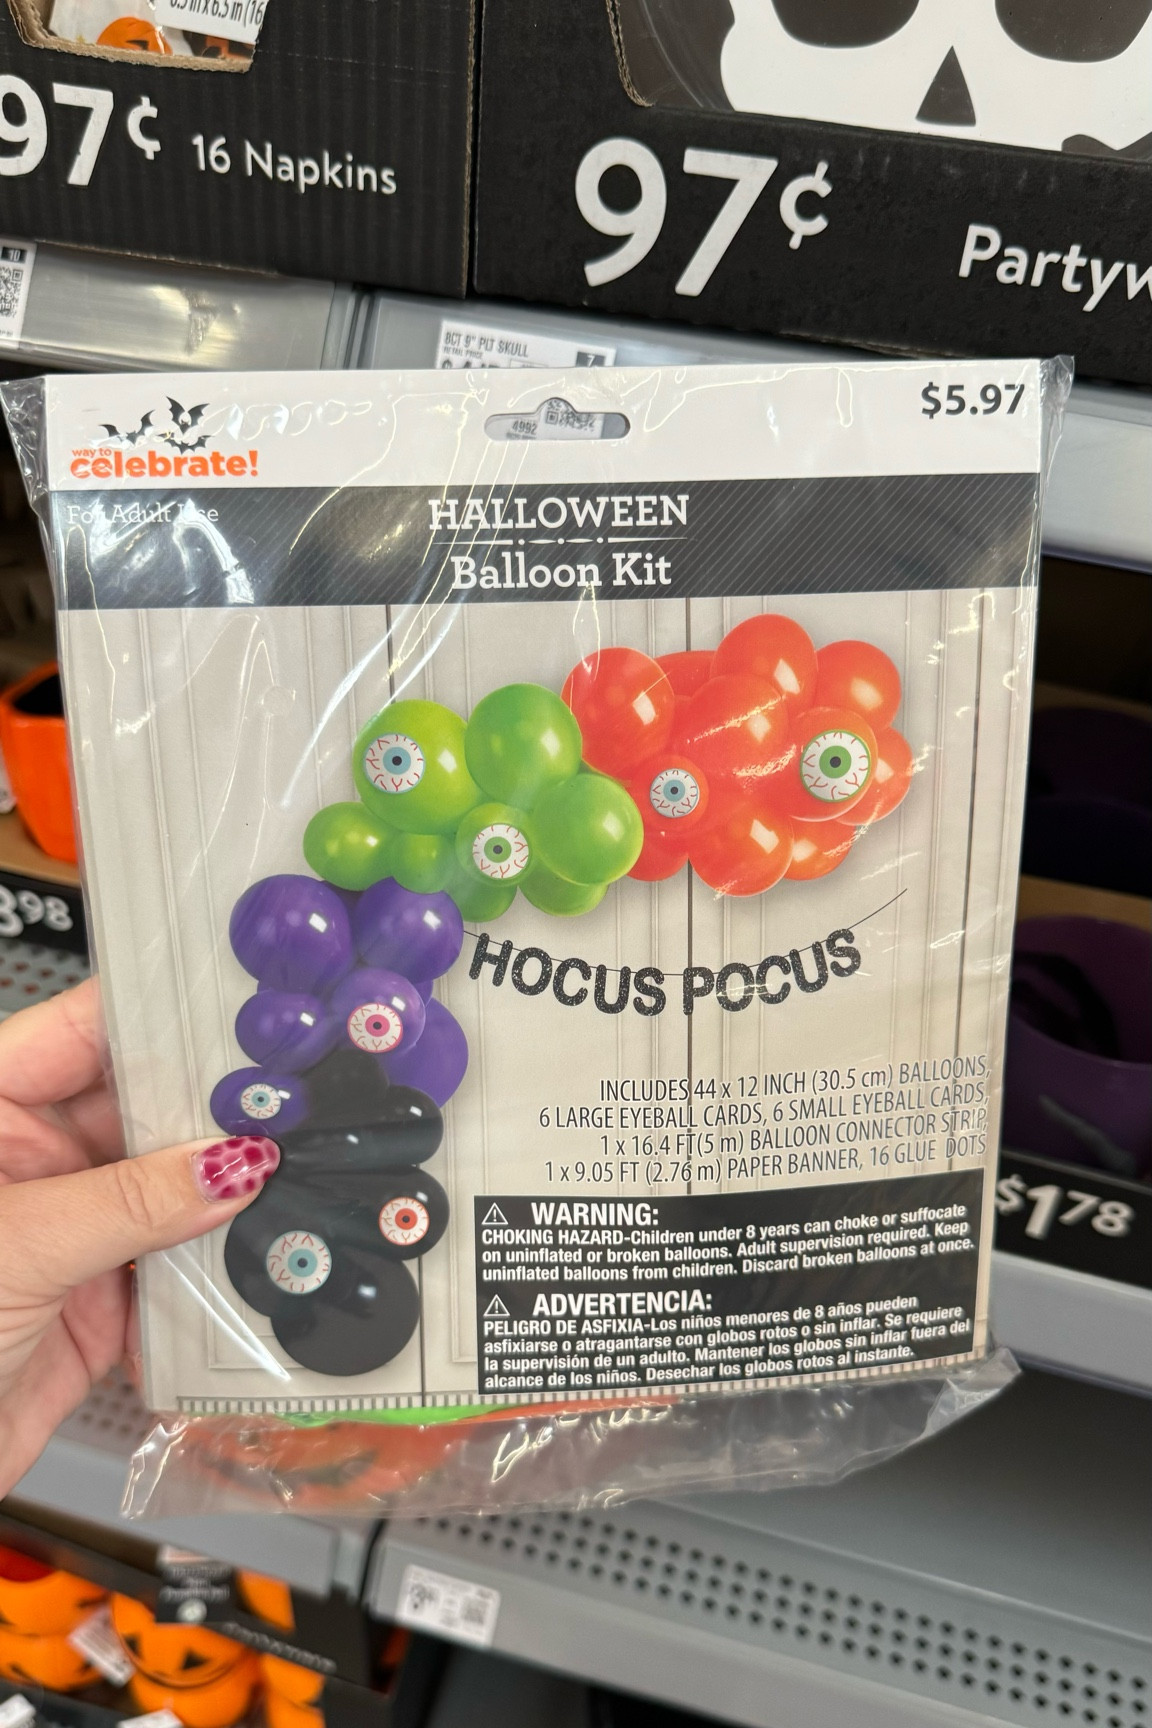 97¢ 16 Napkins
97¢ Partyw
10
BCT 9" PLT SKULL
7
$5.97
4992
way to
celebrate!
For Adult Use
HALLOWEEN
Balloon Kit
HOCUS POCUS
INCLUDES 44 x 12 INCH (30.5 cm) BALLOONS,
6 LARGE EYEBALL CARDS, 6 SMALL EYEBALL CARDS,
1 x 16.4 FT(5 m) BALLOON CONNECTOR STRIP,
1 x 9.05 FT (2.76 m) PAPER BANNER, 16 GLUE DOTS
WARNING:
CHOKING HAZARD-Children under 8 years can choke or suffocate
on uninflated or broken balloons. Adult supervision required. Keep
uninflated balloons from children. Discard broken balloons at once.
ADVERTENCIA:
PELIGRO DE ASFIXIA-Los niños menores de 8 años pueden
asfixiarse o atragantarse con globos rotos o sin inflar. Se requiere
la supervisión de un adulto. Mantener los globos sin inflar fuera del
alcance de los niños. Desechar los globos rotos al instante.
98
$1.78